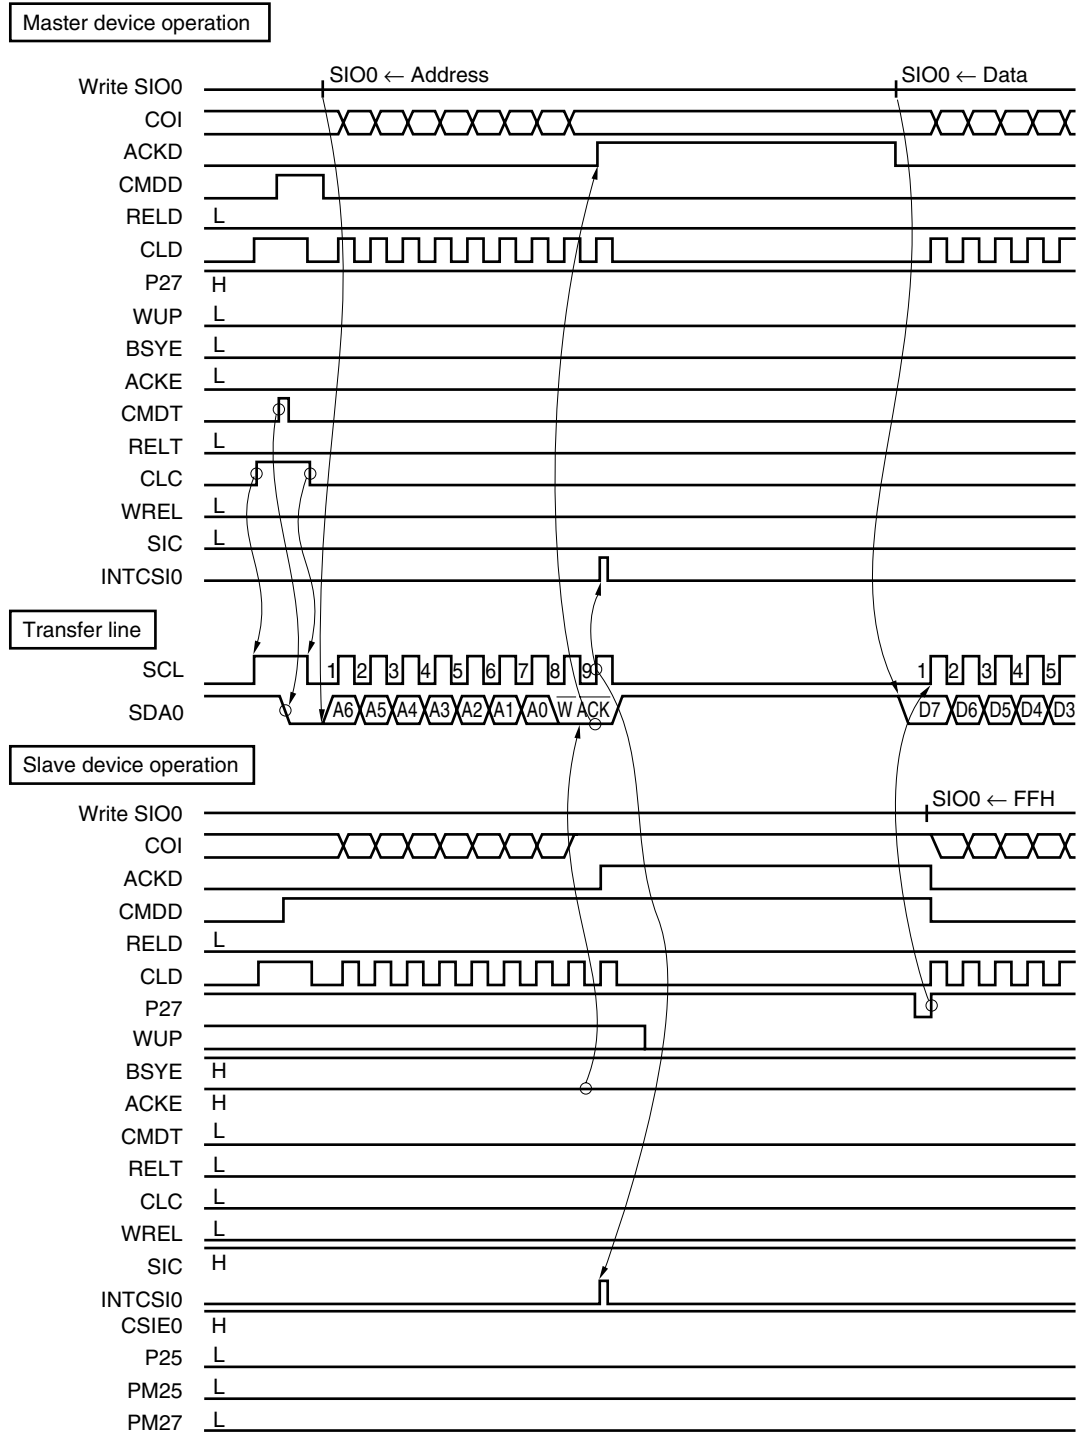 Master device operation
SIO0 ← Address
SIO0 ← Data
Write SIO0
COI
ACKD
CMDD
RELD L
CLD
P27 H
WUP L
BSYE L
ACKE L
CMDT
RELT L
CLC
WREL L
SIC L
INTCSI0
Transfer line
SCL 1 2 3 4 5 6 7 8 9 1 2 3 4 5
SDA0 A6 A5 A4 A3 A2 A1 A0 W̅ A̅C̅K̅ D7 D6 D5 D4 D3
Slave device operation
SIO0 ← FFH
Write SIO0
COI
ACKD
CMDD
RELD L
CLD
P27
WUP
BSYE H
ACKE H
CMDT L
RELT L
CLC L
WREL L
SIC H
INTCSI0
CSIE0 H
P25 L
PM25 L
PM27 L